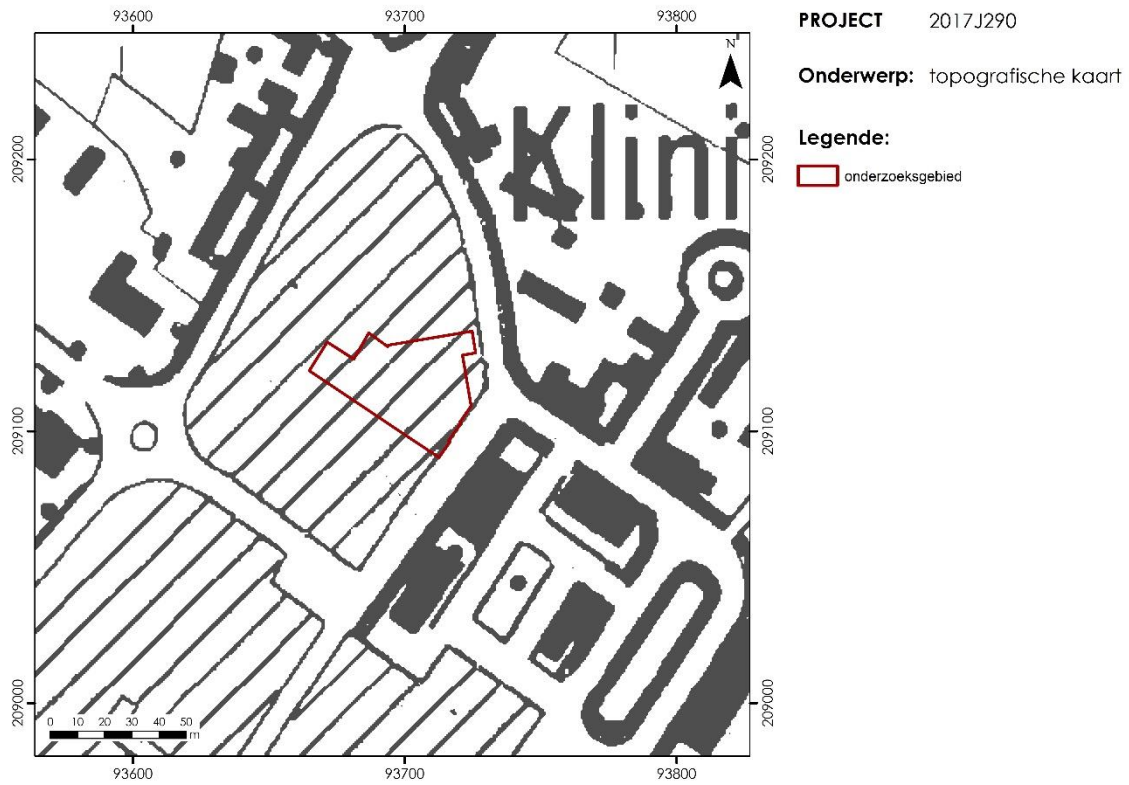 93600 93700 93800
PROJECT 2017J290
Onderwerp: topografische kaart
Legende:
onderzoeksgebied
N
Klini
209200 209200
209100 209100
209000 209000
0 10 20 30 40 50
m
93600 93700 93800